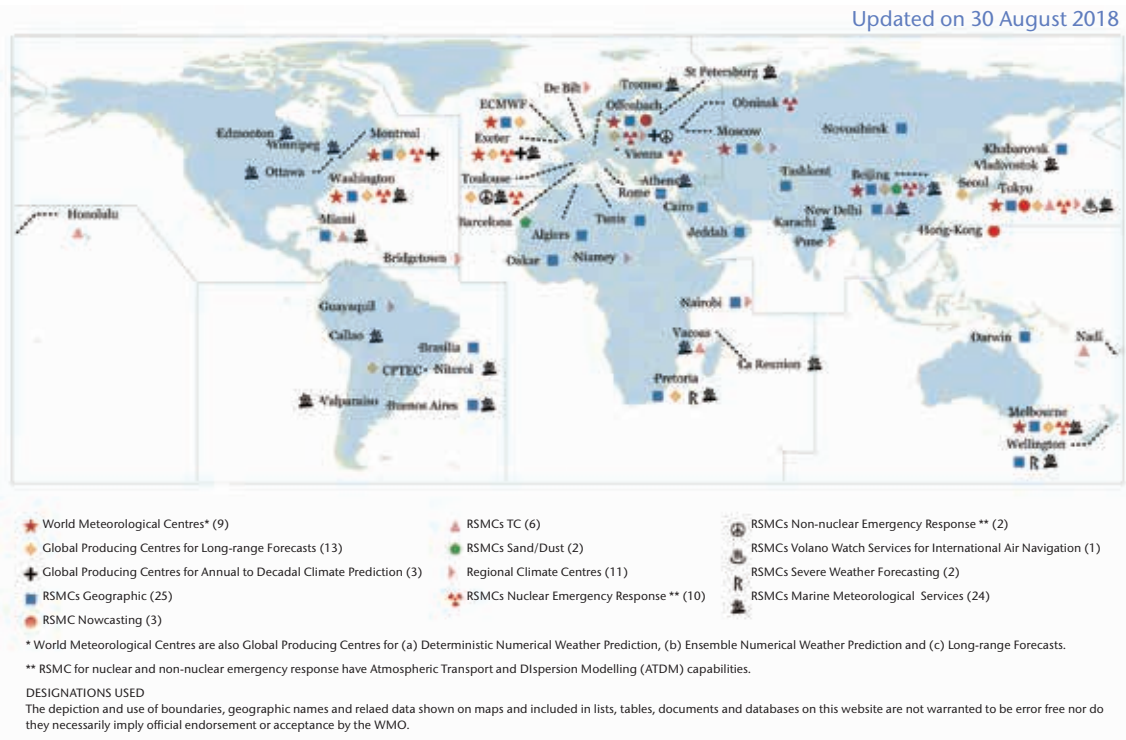 Updated on 30 August 2018
St Petersburg
Tromso
De Bilt
ECMWF
Offenbach
Obninsk
Edmonton
Winnipeg
Montreal
Exeter
Moscow
Novosibirsk
Khabarovsk
Vladivostok
Ottawa
Washington
Toulouse
Vienna
Athens
Rome
Tashkent
Beijing
Seoul
Tokyo
Honolulu
Miami
Barcelona
Algiers
Tunis
Cairo
New Delhi
Karachi
Jeddah
Pune
Hong-Kong
Bridgetown
Dakar
Niamey
Guayaquil
Nairobi
Callao
Brasilia
Vacoas
Darwin
Nadi
CPTEC
Niteroi
La Reunion
Pretoria
Valparaiso
Buenos Aires
R
Melbourne
Wellington
R
World Meteorological Centres* (9)
Global Producing Centres for Long-range Forecasts (13)
Global Producing Centres for Annual to Decadal Climate Prediction (3)
RSMCs Geographic (25)
RSMC Nowcasting (3)
RSMCs TC (6)
RSMCs Sand/Dust (2)
Regional Climate Centres (11)
RSMCs Nuclear Emergency Response ** (10)
RSMCs Non-nuclear Emergency Response ** (2)
RSMCs Volano Watch Services for International Air Navigation (1)
R RSMCs Severe Weather Forecasting (2)
RSMCs Marine Meteorological Services (24)
* World Meteorological Centres are also Global Producing Centres for (a) Deterministic Numerical Weather Prediction, (b) Ensemble Numerical Weather Prediction and (c) Long-range Forecasts.
** RSMC for nuclear and non-nuclear emergency response have Atmospheric Transport and DIspersion Modelling (ATDM) capabilities.
DESIGNATIONS USED
The depiction and use of boundaries, geographic names and relaed data shown on maps and included in lists, tables, documents and databases on this website are not warranted to be error free nor do
they necessarily imply official endorsement or acceptance by the WMO.